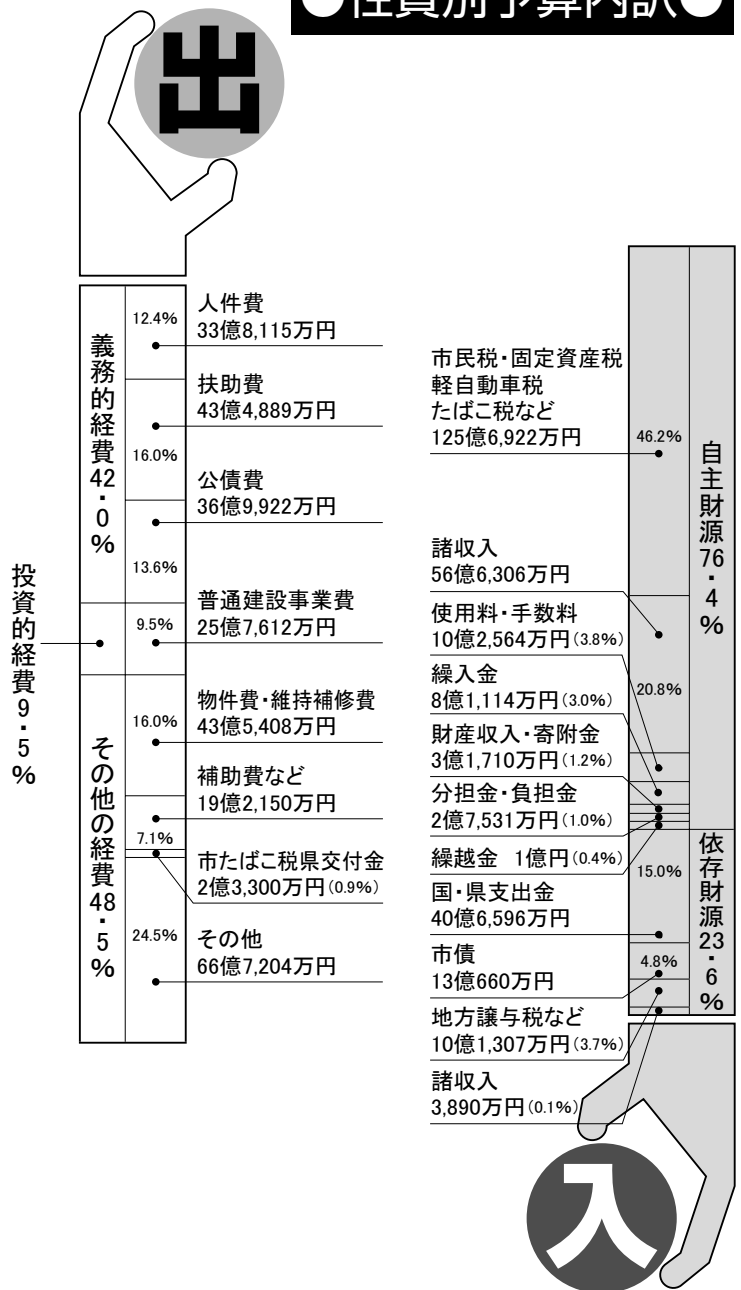 ●性質別予算内訳●
出
義務的経費42・0%
12.4%
人件費
33億8,115万円
16.0%
扶助費
43億4,889万円
13.6%
公債費
36億9,922万円
投資的経費9・5%
9.5%
普通建設事業費
25億7,612万円
その他の経費48・5%
16.0%
物件費・維持補修費
43億5,408万円
7.1%
補助費など
19億2,150万円
市たばこ税県交付金
2億3,300万円(0.9%)
24.5%
その他
66億7,204万円
自主財源76・4%
市民税・固定資産税
軽自動車税
たばこ税など
125億6,922万円
46.2%
諸収入
56億6,306万円
20.8%
使用料・手数料
10億2,564万円(3.8%)
繰入金
8億1,114万円(3.0%)
財産収入・寄附金
3億1,710万円(1.2%)
分担金・負担金
2億7,531万円(1.0%)
繰越金 1億円(0.4%)
依存財源23・6%
国・県支出金
40億6,596万円
15.0%
市債
13億660万円
4.8%
地方譲与税など
10億1,307万円(3.7%)
諸収入
3,890万円(0.1%)
入